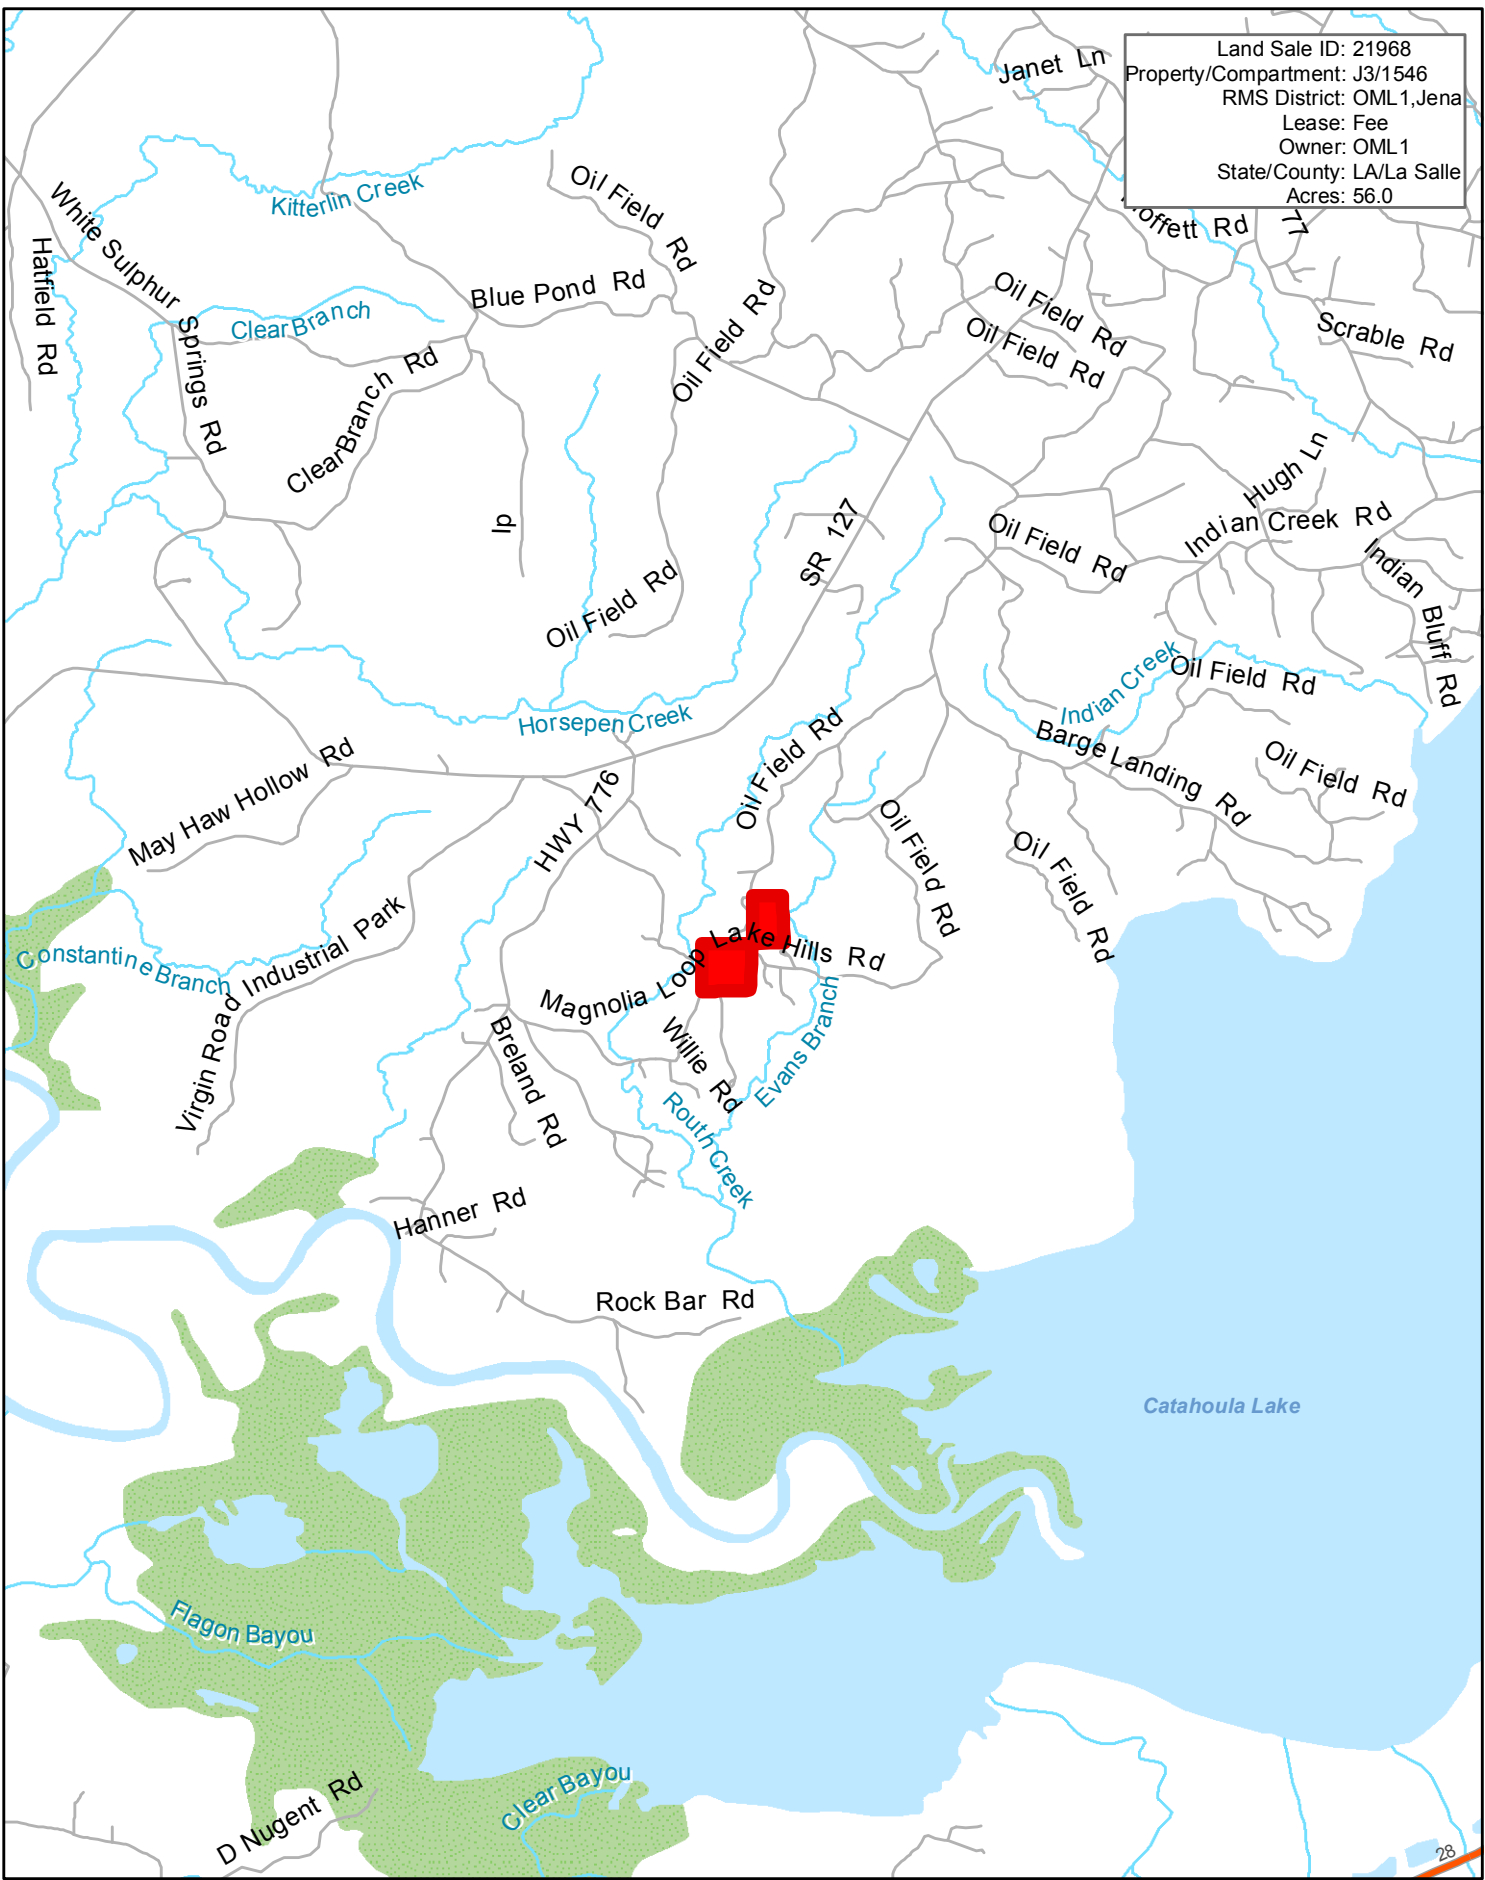 Land Sale ID: 21968
Property/Compartment: J3/1546
RMS District: OML1,Jena
Lease: Fee
Owner: OML1
State/County: LA/La Salle
Acres: 56.0
Janet Ln
Kitterlin Creek
Oil Field Rd
White Sulphur Springs Rd
Hatfield Rd
77
Rd
Blue Pond Rd
Clear Branch
Oil Field Rd
Oil Field Rd
Oil Field Rd
Scrable Rd
Clear Branch Rd
Hugh Ln
Indian Creek Rd
lp
SR 127
Oil Field Rd
Indian Bluff Rd
Oil Field Rd
Indian Creek
Oil Field Rd
Horsepen Creek
Barge Landing Rd
Oil Field Rd
Oil Field Rd
May Haw Hollow Rd
HWY 776
Oil Field Rd
Oil Field Rd
Lake Hills Rd
Constantine Branch
Virgin Road Industrial Park
Magnolia Loop
Breland Rd
Willie Rd
Evans Branch
Routh Creek
Hanner Rd
Rock Bar Rd
Catahoula Lake
Flagon Bayou
Clear Bayou
D Nugent Rd
28